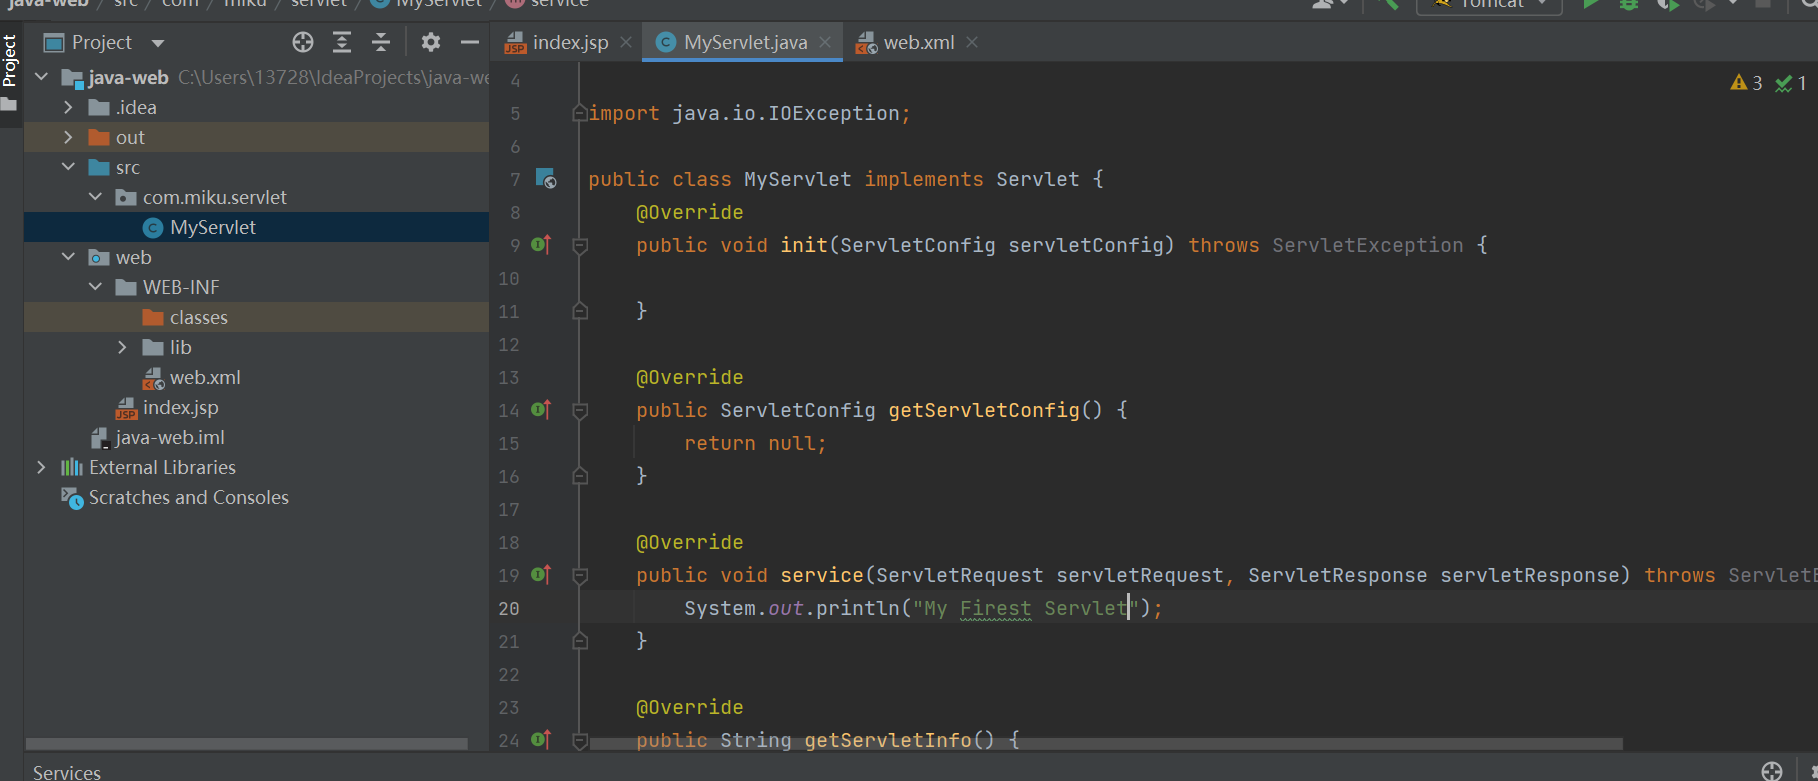 java-web / src / com / miku / servlet / MyServlet / service
Tomcat
Project
Project
index.jsp
MyServlet.java
web.xml
java-web C:\Users\13728\IdeaProjects\java-we
.idea
out
src
com.miku.servlet
MyServlet
web
WEB-INF
classes
lib
web.xml
index.jsp
java-web.iml
External Libraries
Scratches and Consoles
3 1
4
5 import java.io.IOException;
6
7 public class MyServlet implements Servlet {
8 @Override
9 public void init(ServletConfig servletConfig) throws ServletException {
10
11 }
12
13 @Override
14 public ServletConfig getServletConfig() {
15 return null;
16 }
17
18 @Override
19 public void service(ServletRequest servletRequest, ServletResponse servletResponse) throws ServletE
20 System.out.println("My Firest Servlet");
21 }
22
23 @Override
24 public String getServletInfo() {
Services